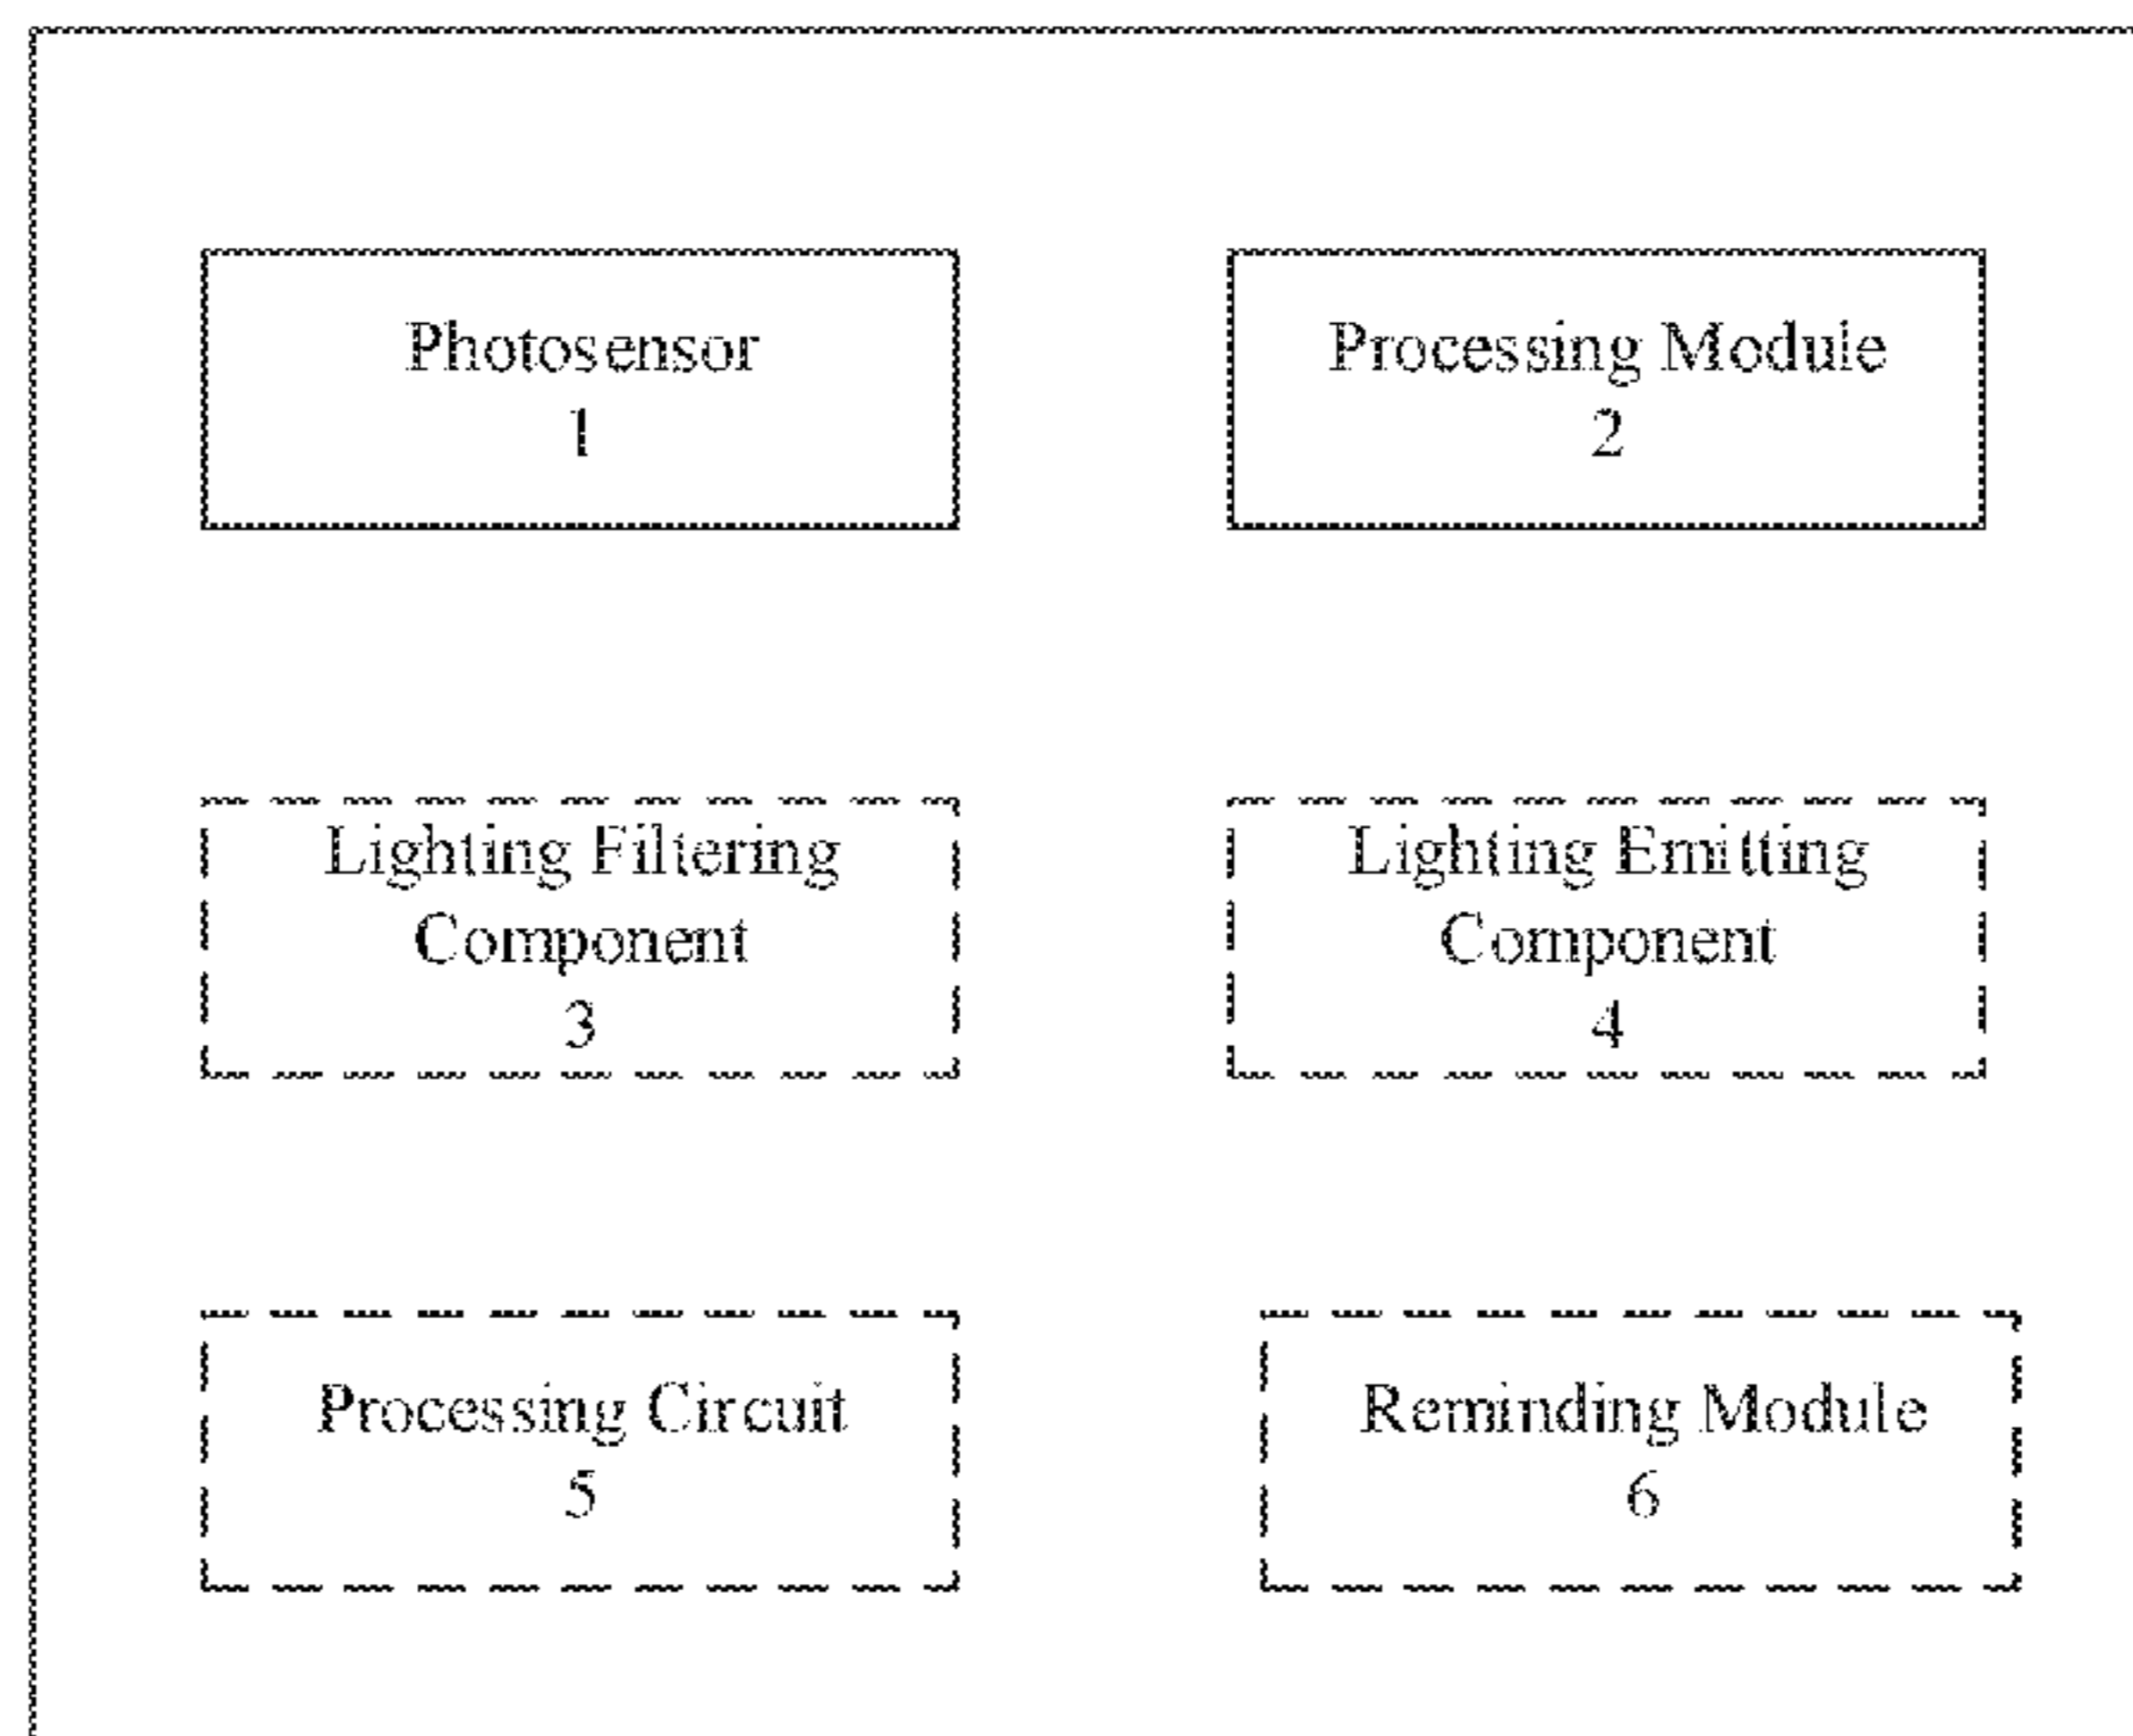 Photosensor
1
Processing Module
2
Lighting Filtering
Component
3
Lighting Emitting
Component
4
Processing Circuit
5
Reminding Module
6